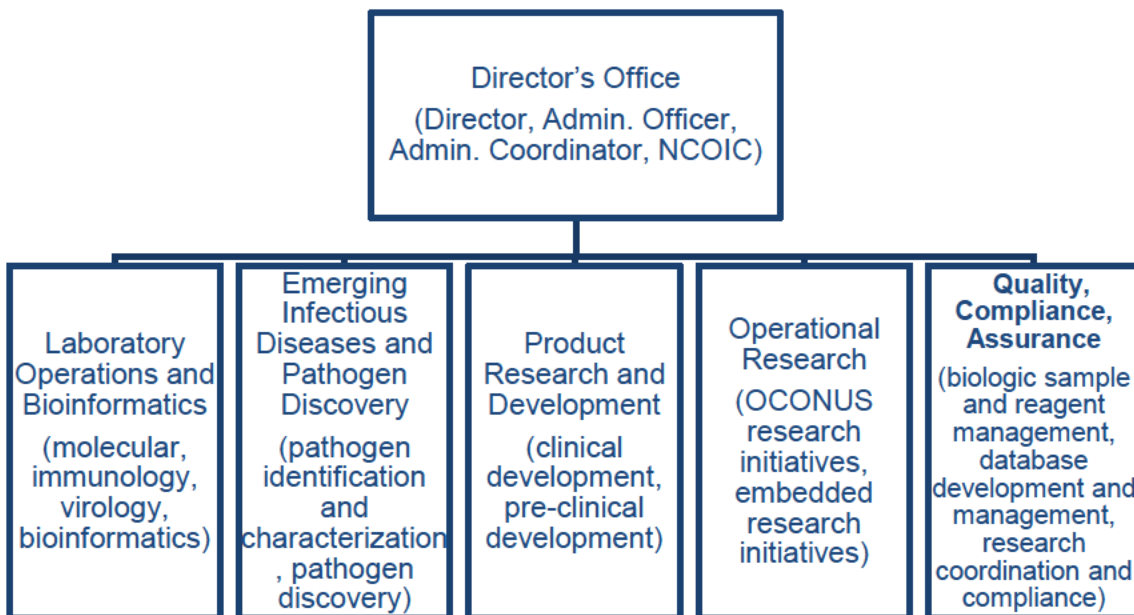 Director’s Office
(Director, Admin. Officer,
Admin. Coordinator, NCOIC)
Laboratory
Operations and
Bioinformatics
(molecular,
immunology,
virology,
bioinformatics)
Emerging
Infectious
Diseases and
Pathogen
Discovery
(pathogen
identification
and
characterization
, pathogen
discovery)
Product
Research and
Development
(clinical
development,
pre-clinical
development)
Operational
Research
(OCONUS
research
initiatives,
embedded
research
initiatives)
Quality,
Compliance,
Assurance
(biologic sample
and reagent
management,
database
development and
management,
research
coordination and
compliance)